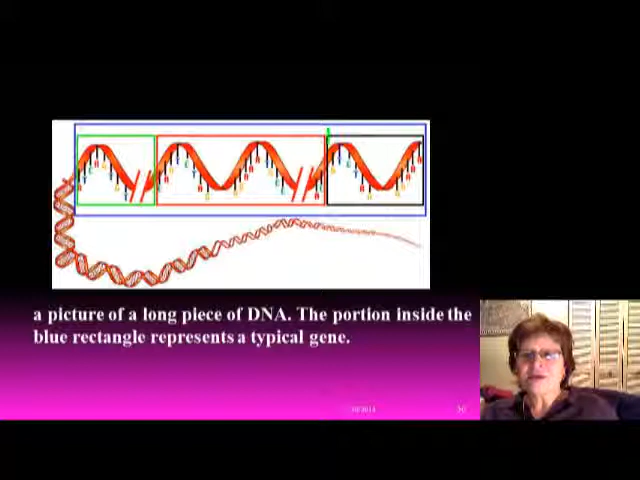 a picture of a long piece of DNA. The portion inside the
blue rectangle represents a typical gene.